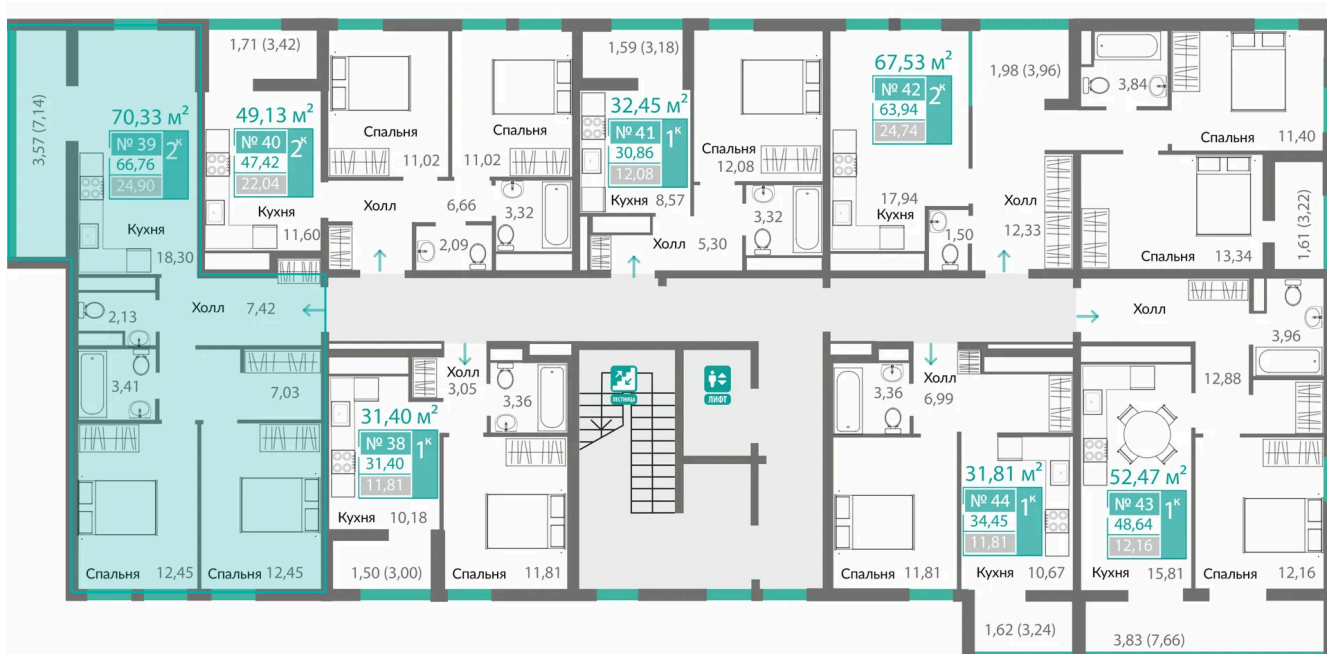 3,57 (7,14)
70,33 м²
№ 39
66,76
24,90
2к
Кухня
18,30
Холл 7,42
2,13
3,41
7,03
Спальня 12,45
Спальня 12,45
1,71 (3,42)
49,13 м²
№ 40
47,42
22,04
2к
Кухня
11,60
Спальня
11,02
Спальня
11,02
Холл
6,66
2,09
3,32
1,59 (3,18)
32,45 м²
№ 41
30,86
12,08
1к
Кухня 8,57
Спальня
12,08
Холл 5,30
3,32
67,53 м²
№ 42
63,94
24,74
2к
17,94
Кухня
1,50
1,98 (3,96)
Холл
12,33
3,84
Спальня
11,40
Спальня 13,34
1,61 (3,22)
Холл
3,96
12,88
31,40 м²
№ 38
31,40
11,81
1к
Кухня 10,18
1,50 (3,00)
Холл
3,05
3,36
Спальня 11,81
ЛЕСТНИЦА
ЛИФТ
3,36
Холл
6,99
Спальня 11,81
31,81 м²
№ 44
34,45
11,81
1к
Кухня 10,67
1,62 (3,24)
52,47 м²
№ 43
48,64
12,16
1к
Кухня 15,81
Спальня 12,16
3,83 (7,66)